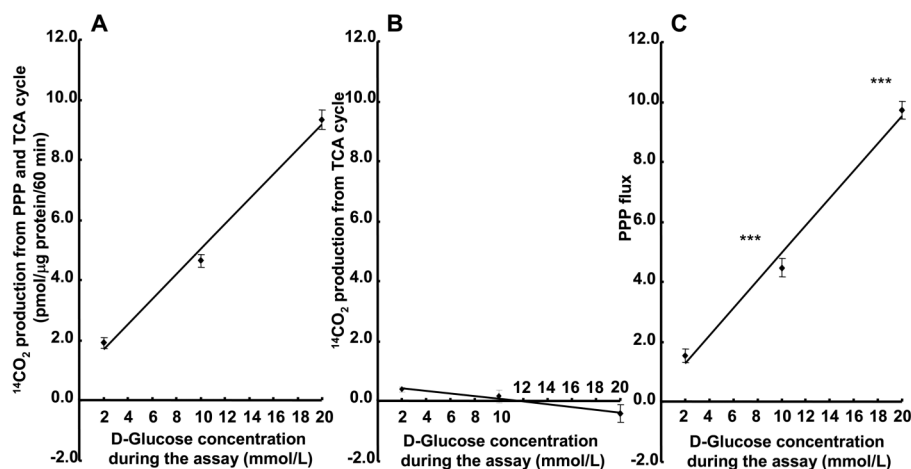 A
¹⁴CO₂ production from PPP and TCA cycle
(pmol/µg protein/60 min)
12.0
10.0
8.0
6.0
4.0
2.0
0.0
-2.0
2 4 6 8 10 12 14 16 18 20
D-Glucose concentration
during the assay (mmol/L)
B
¹⁴CO₂ production from TCA cycle
12.0
10.0
8.0
6.0
4.0
2.0
0.0
-2.0
12 14 16 18 20
2 4 6 8 10
D-Glucose concentration
during the assay (mmol/L)
C
PPP flux
12.0
10.0
8.0
6.0
4.0
2.0
0.0
-2.0
***
***
2 4 6 8 10 12 14 16 18 20
D-Glucose concentration
during the assay (mmol/L)